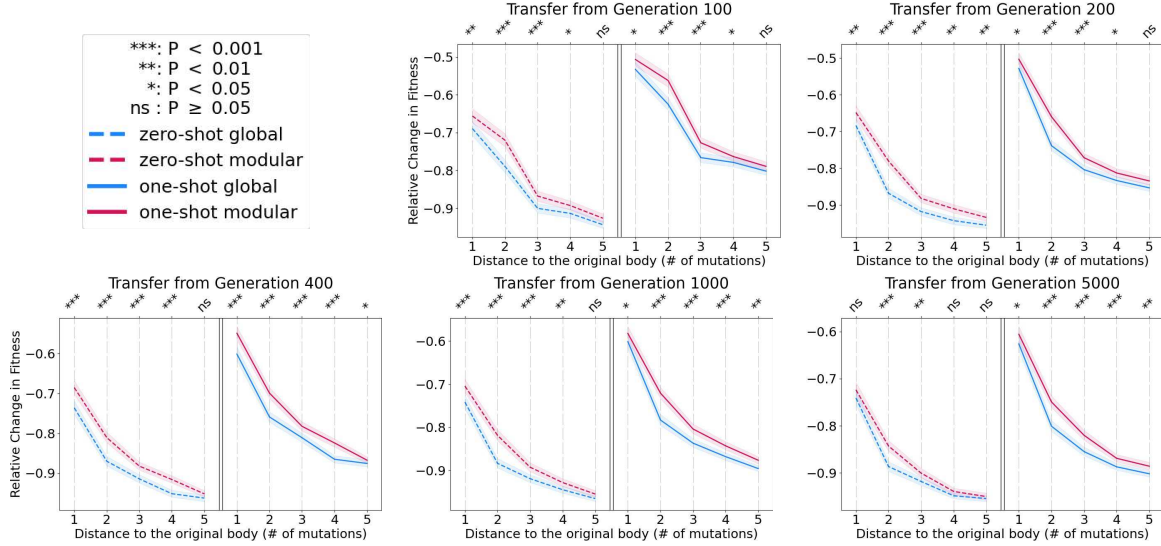 ***: P < 0.001
**: P < 0.01
*: P < 0.05
ns : P ≥ 0.05
zero-shot global
zero-shot modular
one-shot global
one-shot modular
Transfer from Generation 100
** *** *** * ns * *** *** * ns
Relative Change in Fitness
−0.5
−0.6
−0.7
−0.8
−0.9
1 2 3 4 5 1 2 3 4 5
Distance to the original body (# of mutations)
Transfer from Generation 200
** *** *** ** ** * *** *** * ns
−0.5
−0.6
−0.7
−0.8
−0.9
1 2 3 4 5 1 2 3 4 5
Distance to the original body (# of mutations)
Transfer from Generation 400
*** *** *** *** ns *** *** *** *** *
Relative Change in Fitness
−0.6
−0.7
−0.8
−0.9
1 2 3 4 5 1 2 3 4 5
Distance to the original body (# of mutations)
Transfer from Generation 1000
*** *** *** ** ns * *** *** *** **
−0.6
−0.7
−0.8
−0.9
1 2 3 4 5 1 2 3 4 5
Distance to the original body (# of mutations)
Transfer from Generation 5000
ns *** ** ns ns * *** *** *** **
−0.6
−0.7
−0.8
−0.9
1 2 3 4 5 1 2 3 4 5
Distance to the original body (# of mutations)